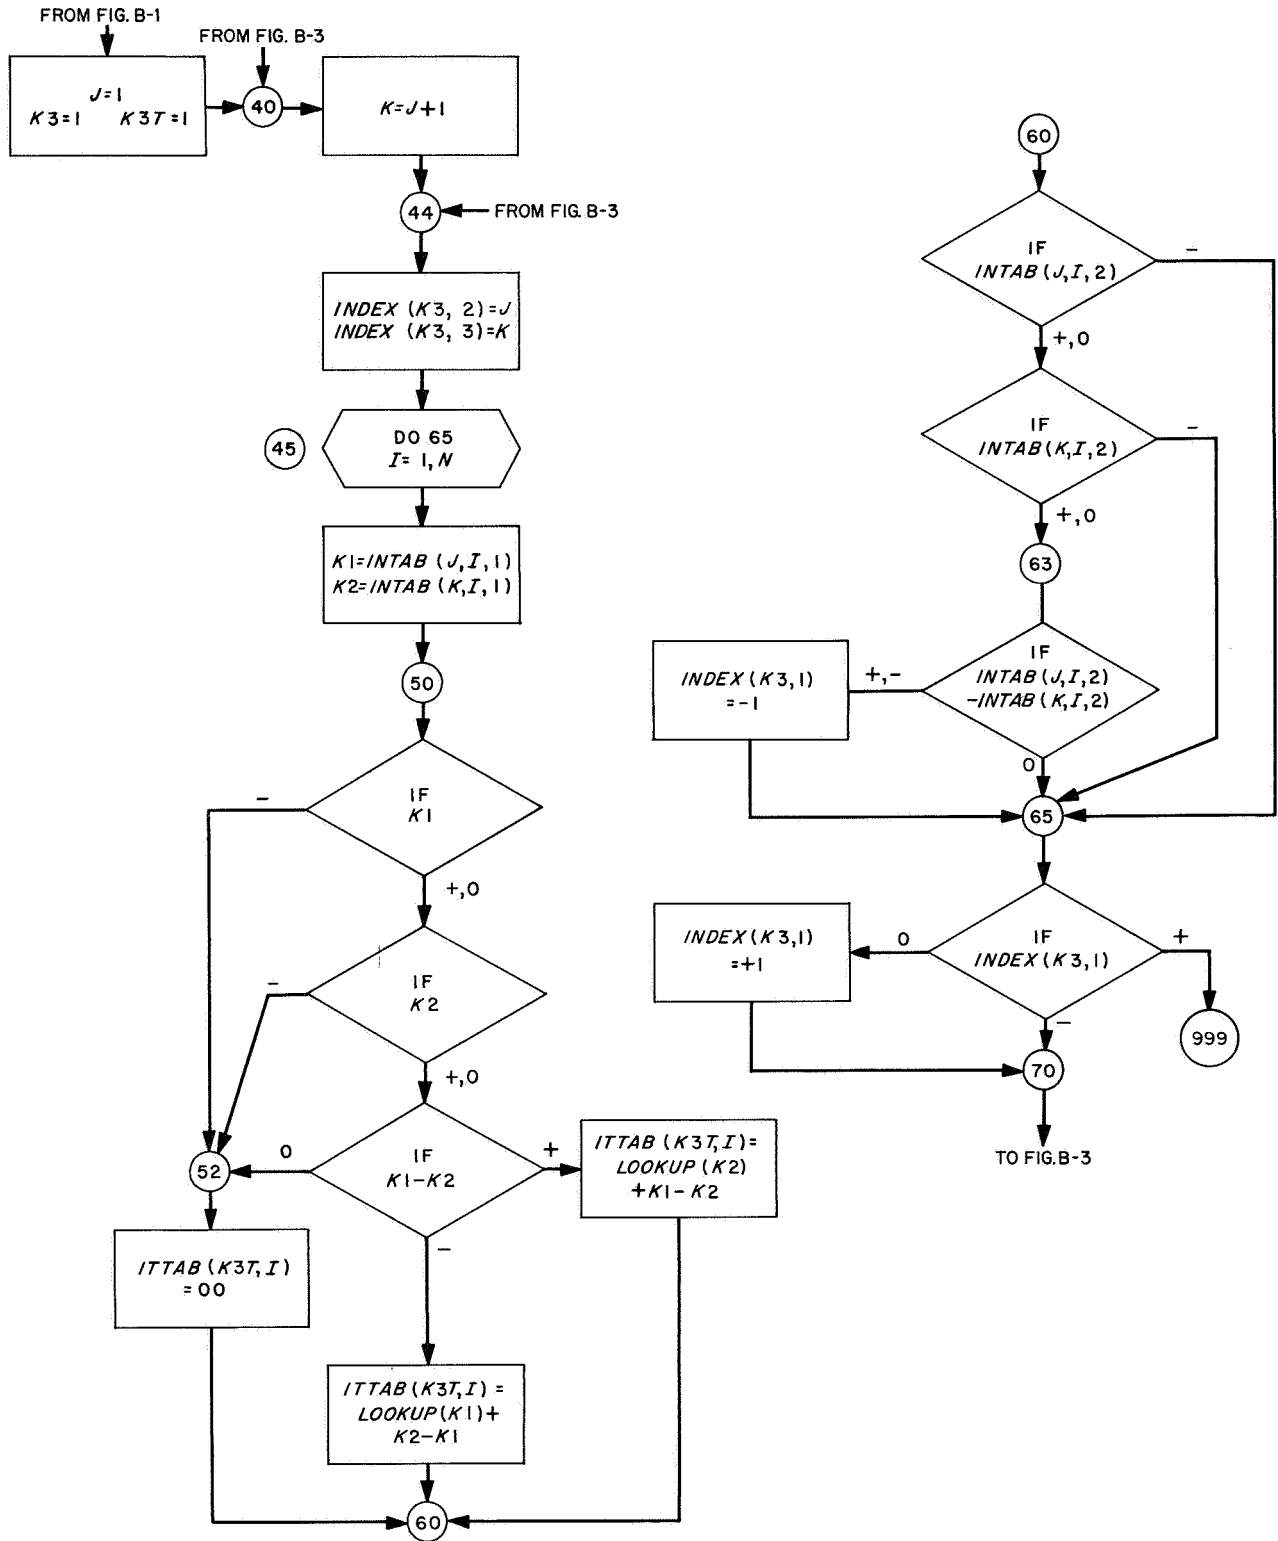 FROM FIG. B-1
J=1
K3=1 K3T=1
FROM FIG. B-3
40
K=J+1
44
FROM FIG. B-3
INDEX (K3, 2)=J
INDEX (K3, 3)=K
45
DO 65
I= 1, N
K1=INTAB (J,I,1)
K2=INTAB (K,I,1)
50
IF
K1
-
+,0
IF
K2
-
+,0
IF
K1-K2
0
+
-
52
ITTAB (K3T,I)
=00
ITTAB (K3T,I)=
LOOKUP (K2)
+K1-K2
ITTAB (K3T,I)=
LOOKUP(K1)+
K2-K1
60
60
IF
INTAB(J,I,2)
-
+,0
IF
INTAB(K,I,2)
-
+,0
63
IF
INTAB(J,I,2)
-INTAB(K,I,2)
+,-
0
INDEX(K3,1)
=-1
65
IF
INDEX(K3,1)
0
+
-
INDEX(K3,1)
=+1
999
70
TO FIG.B-3